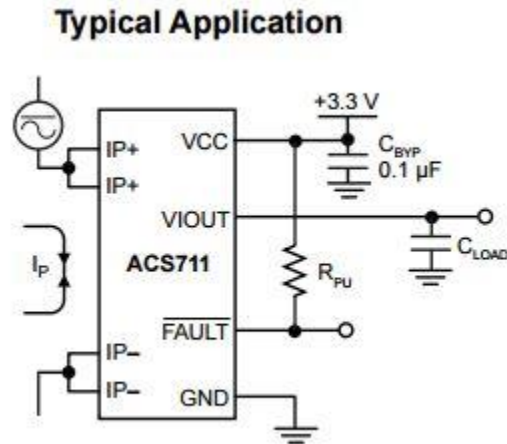 Typical Application
+3.3 V
IP+
VCC
CBYP
0.1 µF
IP+
VIOUT
IP
ACS711
RPU
CLOAD
FAULT
IP–
IP–
GND